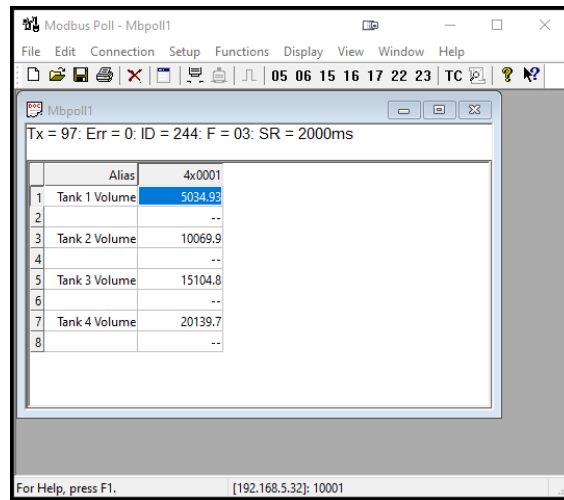 Modbus Poll - Mbpoll1
File Edit Connection Setup Functions Display View Window Help
05 06 15 16 17 22 23 TC
Mbpoll1
Tx = 97: Err = 0: ID = 244: F = 03: SR = 2000ms
Alias 4x0001
1 Tank 1 Volume 5034.93
2 --
3 Tank 2 Volume 10069.9
4 --
5 Tank 3 Volume 15104.8
6 --
7 Tank 4 Volume 20139.7
8 --
For Help, press F1. [192.168.5.32]: 10001